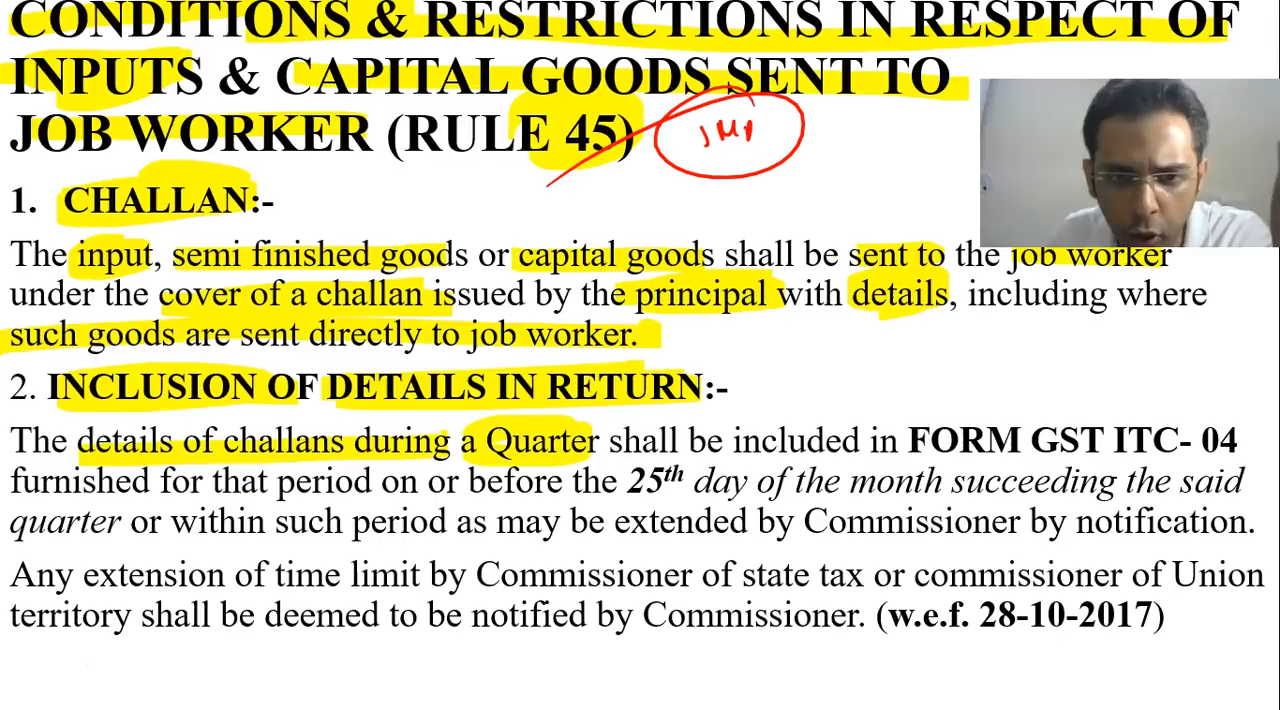 CONDITIONS & RESTRICTIONS IN RESPECT OF
INPUTS & CAPITAL GOODS SENT TO
JOB WORKER (RULE 45)
IMP
1. CHALLAN:-
The input, semi finished goods or capital goods shall be sent to the job worker
under the cover of a challan issued by the principal with details, including where
such goods are sent directly to job worker.
2. INCLUSION OF DETAILS IN RETURN:-
The details of challans during a Quarter shall be included in FORM GST ITC- 04
furnished for that period on or before the 25th day of the month succeeding the said
quarter or within such period as may be extended by Commissioner by notification.
Any extension of time limit by Commissioner of state tax or commissioner of Union
territory shall be deemed to be notified by Commissioner. (w.e.f. 28-10-2017)